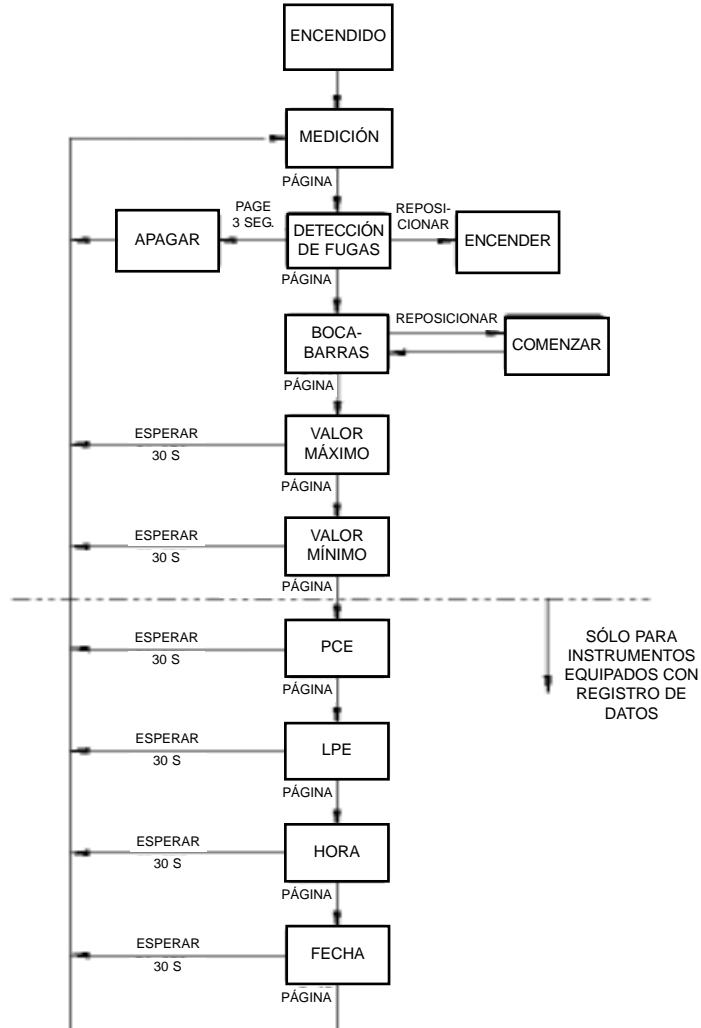 ENCENDIDO
MEDICIÓN
PÁGINA
PAGE
3 SEG.
REPOSI-
CIONAR
APAGAR
DETECCIÓN
DE FUGAS
ENCENDER
PÁGINA
BOCA-
BARRAS
REPOSICIONAR
COMENZAR
PÁGINA
ESPERAR
30 S
VALOR
MÁXIMO
PÁGINA
ESPERAR
30 S
VALOR
MÍNIMO
PÁGINA
ESPERAR
30 S
PCE
SÓLO PARA
INSTRUMENTOS
EQUIPADOS CON
REGISTRO DE
DATOS
PÁGINA
ESPERAR
30 S
LPE
PÁGINA
ESPERAR
30 S
HORA
PÁGINA
ESPERAR
30 S
FECHA
PÁGINA